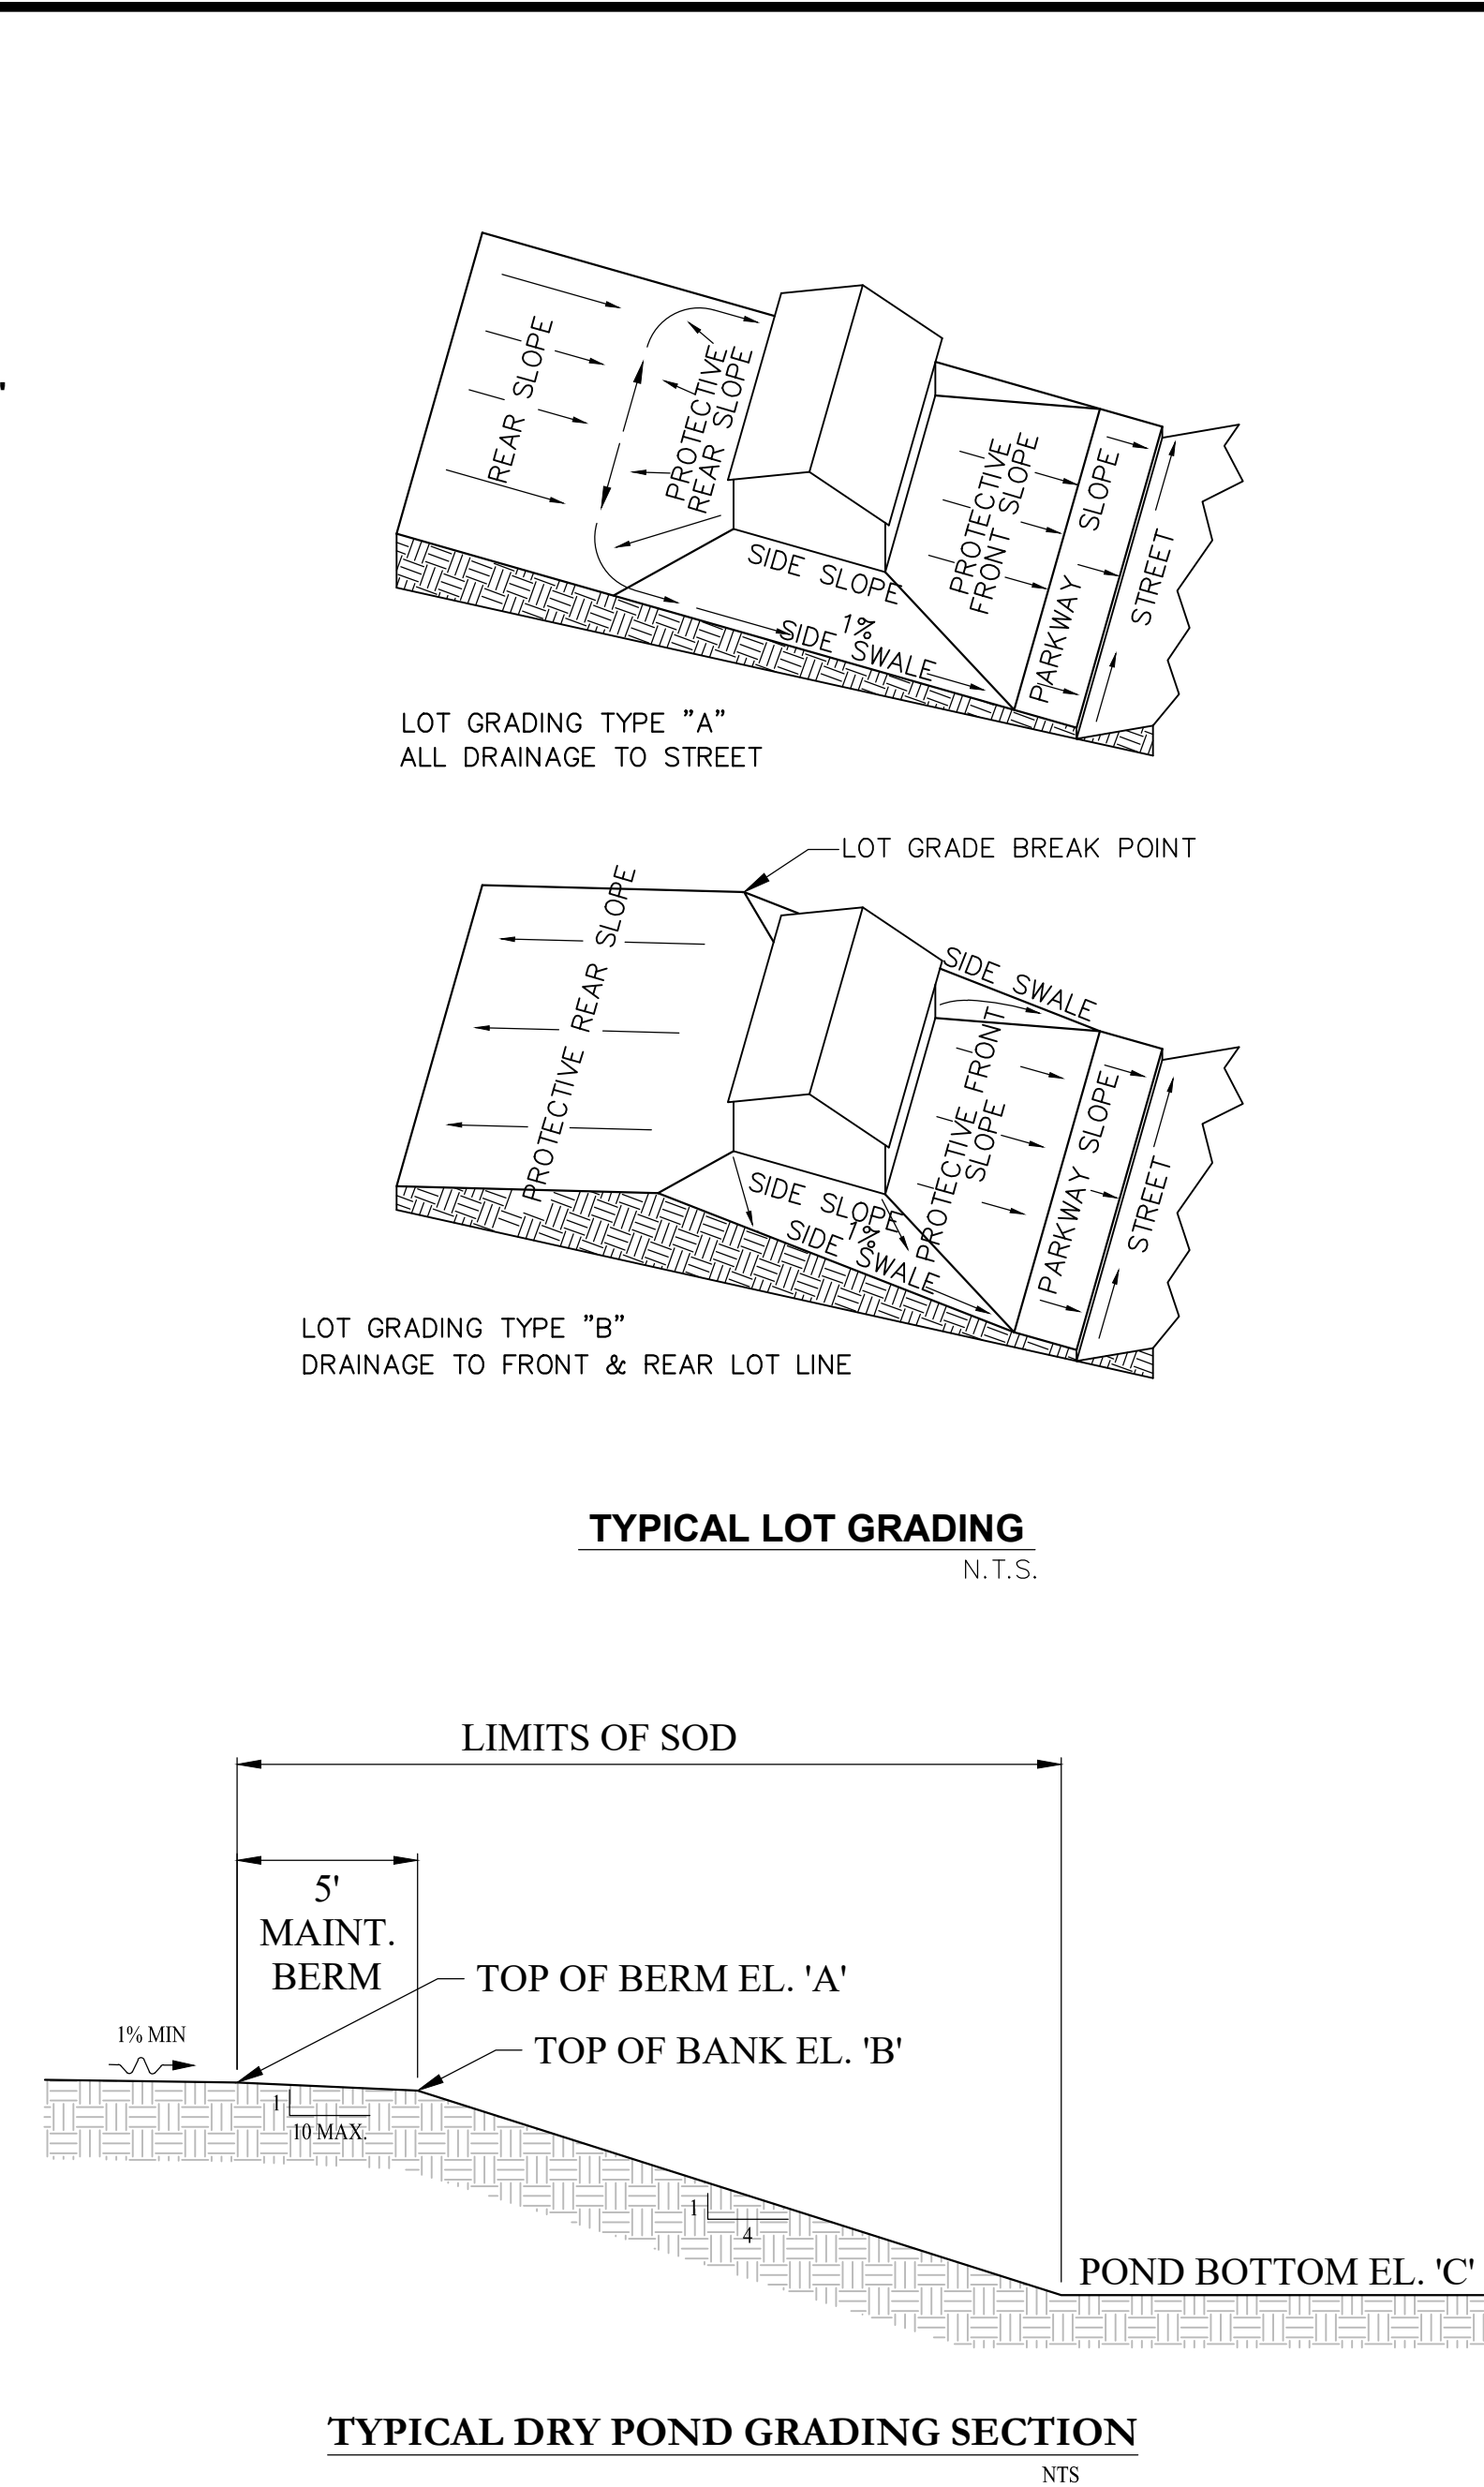 REAR SLOPE
PROTECTIVE
REAR SLOPE
SIDE SLOPE
1%
SIDE SWALE
PROTECTIVE
FRONT SLOPE
PARKWAY SLOPE
STREET
LOT GRADING TYPE "A"
ALL DRAINAGE TO STREET
LOT GRADE BREAK POINT
PROTECTIVE REAR SLOPE
SIDE SWALE
SIDE SLOPE
1%
SIDE SWALE
PROTECTIVE FRONT
SLOPE
PARKWAY SLOPE
STREET
LOT GRADING TYPE "B"
DRAINAGE TO FRONT & REAR LOT LINE
TYPICAL LOT GRADING
N.T.S.
LIMITS OF SOD
5'
MAINT.
BERM
TOP OF BERM EL. 'A'
1% MIN
TOP OF BANK EL. 'B'
1
10 MAX.
1
4
POND BOTTOM EL. 'C'
TYPICAL DRY POND GRADING SECTION
NTS